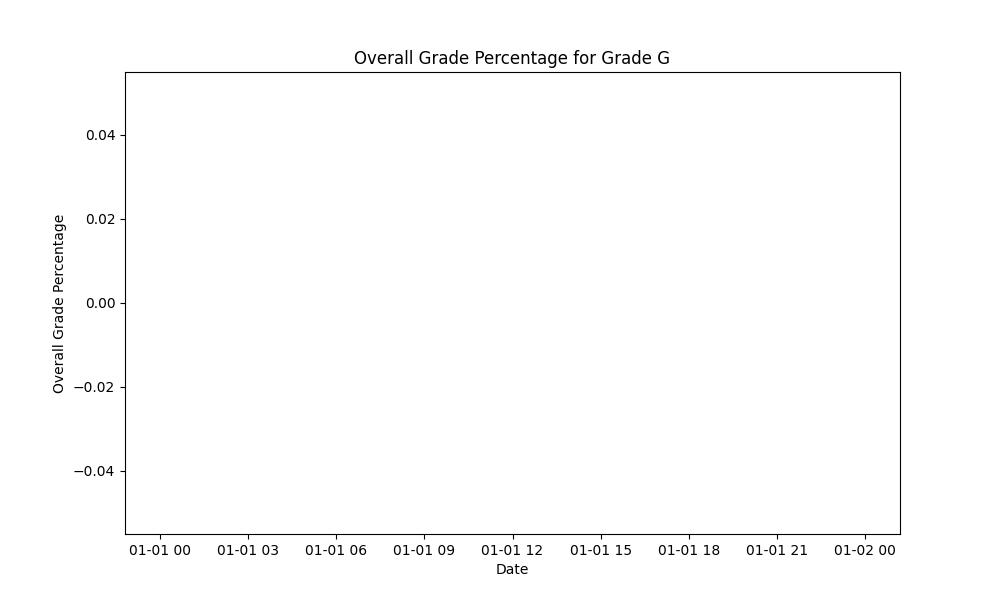 Overall Grade Percentage for Grade G
0.04
0.02
0.00
−0.02
−0.04
Overall Grade Percentage
01-01 00 01-01 03 01-01 06 01-01 09 01-01 12 01-01 15 01-01 18 01-01 21 01-02 00
Date